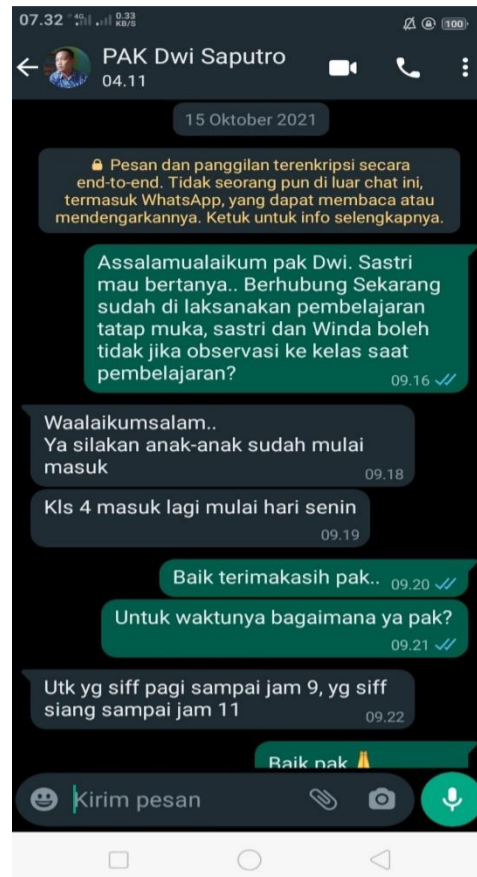 07.32 4G 0.33 KB/S 100
PAK Dwi Saputro
04.11
15 Oktober 2021
Pesan dan panggilan terenkripsi secara
end-to-end. Tidak seorang pun di luar chat ini,
termasuk WhatsApp, yang dapat membaca atau
mendengarkannya. Ketuk untuk info selengkapnya.
Assalamualaikum pak Dwi. Sastri
mau bertanya.. Berhubung Sekarang
sudah di laksanakan pembelajaran
tatap muka, sastri dan Winda boleh
tidak jika observasi ke kelas saat
pembelajaran?
09.16
Waalaikumsalam..
Ya silakan anak-anak sudah mulai
masuk
09.18
Kls 4 masuk lagi mulai hari senin
09.19
Baik terimakasih pak.. 09.20
Untuk waktunya bagaimana ya pak?
09.21
Utk yg siff pagi sampai jam 9, yg siff
siang sampai jam 11
09.22
Baik pak 🙏
Kirim pesan